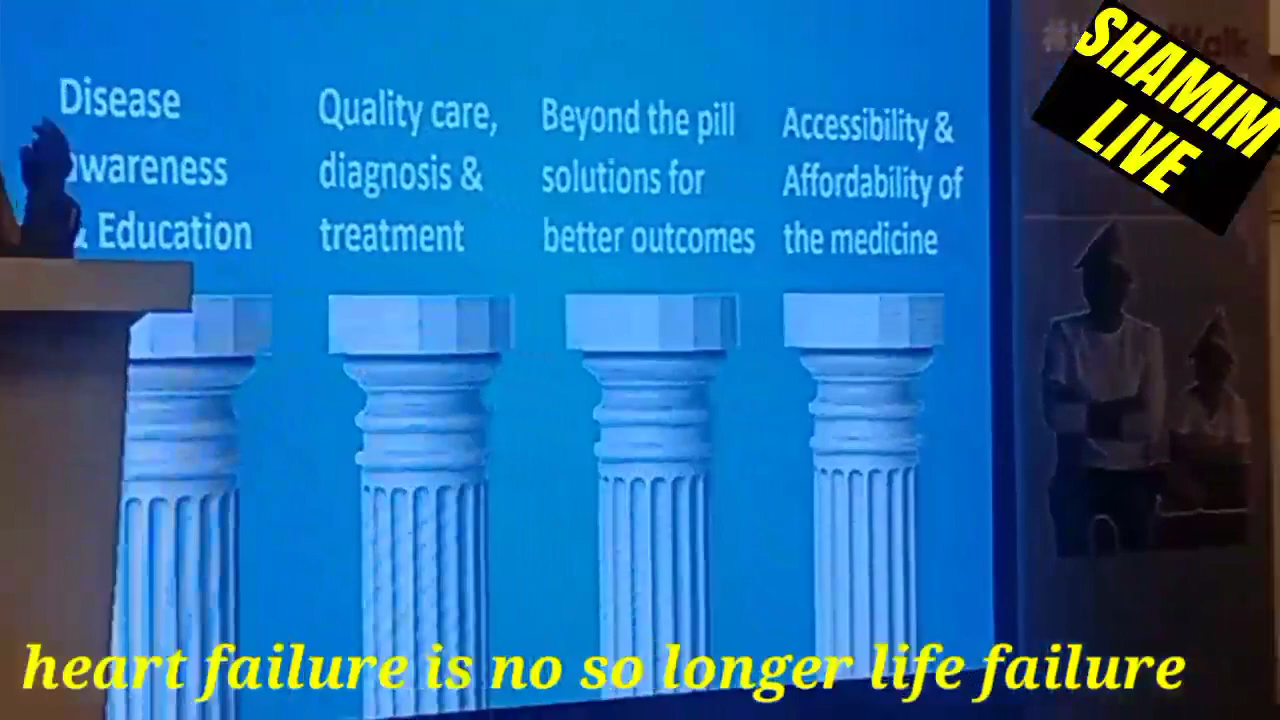 SHAMIM
LIVE
Disease
awareness
& Education
Quality care,
diagnosis &
treatment
Beyond the pill
solutions for
better outcomes
Accessibility &
Affordability of
the medicine
heart failure is no so longer life failure